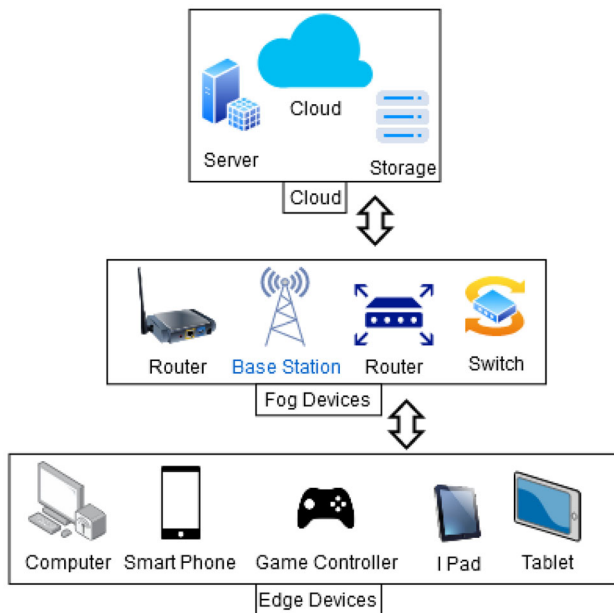 Cloud
Server
Storage
Cloud
Router
Base Station
Router
Switch
Fog Devices
Computer
Smart Phone
Game Controller
I Pad
Tablet
Edge Devices